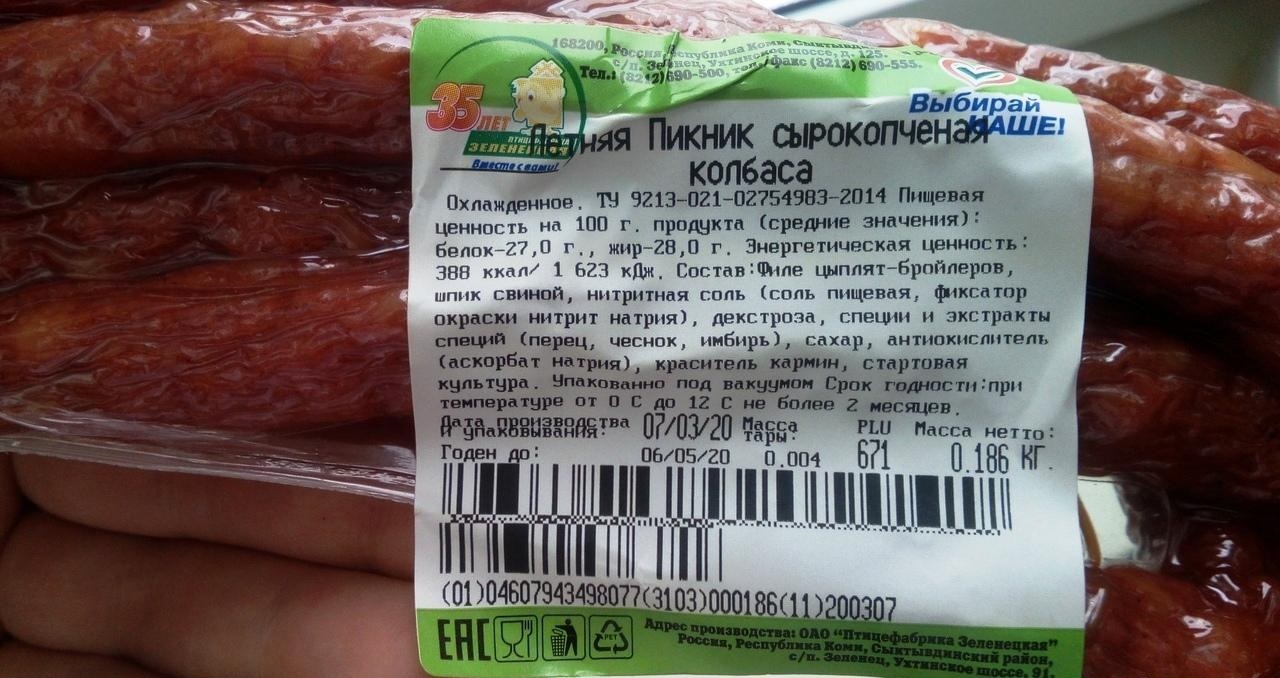 168200, Россия, Республика Коми, Сыктывд
с/п. Зеленец, Ухтинское шоссе, д. 125.
Тел.: (8212) 690-500, тел./факс (8212) 690-555.
35 ЛЕТ
ПТИЦЕФАБРИКА
ЗЕЛЕНЕЦКАЯ
Вместе с вами!
Выбирай
НАШЕ!
Летняя Пикник сырокопченая
колбаса
Охлажденное. ТУ 9213-021-02754983-2014 Пищевая
ценность на 100 г. продукта (средние значения):
белок-27,0 г., жир-28,0 г. Энергетическая ценность:
388 ккал/ 1 623 кДж. Состав:Филе цыплят-бройлеров,
шпик свиной, нитритная соль (соль пищевая, фиксатор
окраски нитрит натрия), декстроза, специи и экстракты
специй (перец, чеснок, имбирь), сахар, антиокислитель
(аскорбат натрия), краситель кармин, стартовая
культура. Упакованно под вакуумом Срок годности:при
температуре от 0 С до 12 С не более 2 месяцев.
Дата производства и упаковывания: 07/03/20 Масса тары: PLU Масса нетто:
Годен до: 06/05/20 0.004 671 0.186 КГ.
(01)04607943498077(3103)000186(11)200307
EAC
PET
Адрес производства: ОАО "Птицефабрика Зеленецкая"
Россия, Республика Коми, Сыктывдинский район,
с/п. Зеленец, Ухтинское шоссе, 91.